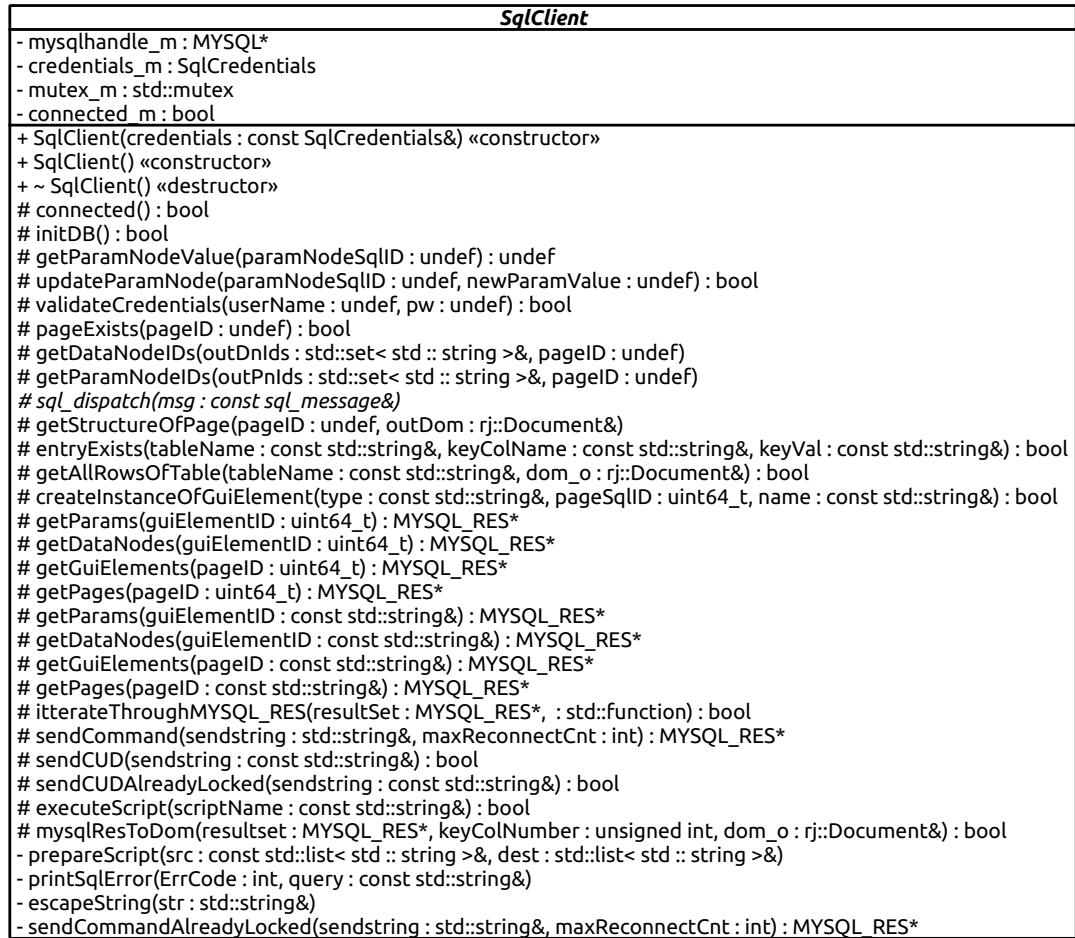 SqlClient
- mysqlhandle_m : MYSQL*
- credentials_m : SqlCredentials
- mutex_m : std::mutex
- connected_m : bool
+ SqlClient(credentials : const SqlCredentials&) «constructor»
+ SqlClient() «constructor»
+ ~ SqlClient() «destructor»
# connected() : bool
# initDB() : bool
# getParamNodeValue(paramNodeSqlID : undef) : undef
# updateParamNode(paramNodeSqlID : undef, newParamValue : undef) : bool
# validateCredentials(userName : undef, pw : undef) : bool
# pageExists(pageID : undef) : bool
# getDataNodeIDs(outDnIds : std::set< std :: string >&, pageID : undef)
# getParamNodeIDs(outPnIds : std::set< std :: string >&, pageID : undef)
# sql_dispatch(msg : const sql_message&)
# getStructureOfPage(pageID : undef, outDom : rj::Document&)
# entryExists(tableName : const std::string&, keyColName : const std::string&, keyVal : const std::string&) : bool
# getAllRowsOfTable(tableName : const std::string&, dom_o : rj::Document&) : bool
# createInstanceOfGuiElement(type : const std::string&, pageSqlID : uint64_t, name : const std::string&) : bool
# getParams(guiElementID : uint64_t) : MYSQL_RES*
# getDataNodes(guiElementID : uint64_t) : MYSQL_RES*
# getGuiElements(pageID : uint64_t) : MYSQL_RES*
# getPages(pageID : uint64_t) : MYSQL_RES*
# getParams(guiElementID : const std::string&) : MYSQL_RES*
# getDataNodes(guiElementID : const std::string&) : MYSQL_RES*
# getGuiElements(pageID : const std::string&) : MYSQL_RES*
# getPages(pageID : const std::string&) : MYSQL_RES*
# itterateThroughMYSQL_RES(resultSet : MYSQL_RES*,  : std::function) : bool
# sendCommand(sendstring : std::string&, maxReconnectCnt : int) : MYSQL_RES*
# sendCUD(sendstring : const std::string&) : bool
# sendCUDAlreadyLocked(sendstring : const std::string&) : bool
# executeScript(scriptName : const std::string&) : bool
# mysqlResToDom(resultset : MYSQL_RES*, keyColNumber : unsigned int, dom_o : rj::Document&) : bool
- prepareScript(src : const std::list< std :: string >&, dest : std::list< std :: string >&)
- printSqlError(ErrCode : int, query : const std::string&)
- escapeString(str : std::string&)
- sendCommandAlreadyLocked(sendstring : std::string&, maxReconnectCnt : int) : MYSQL_RES*